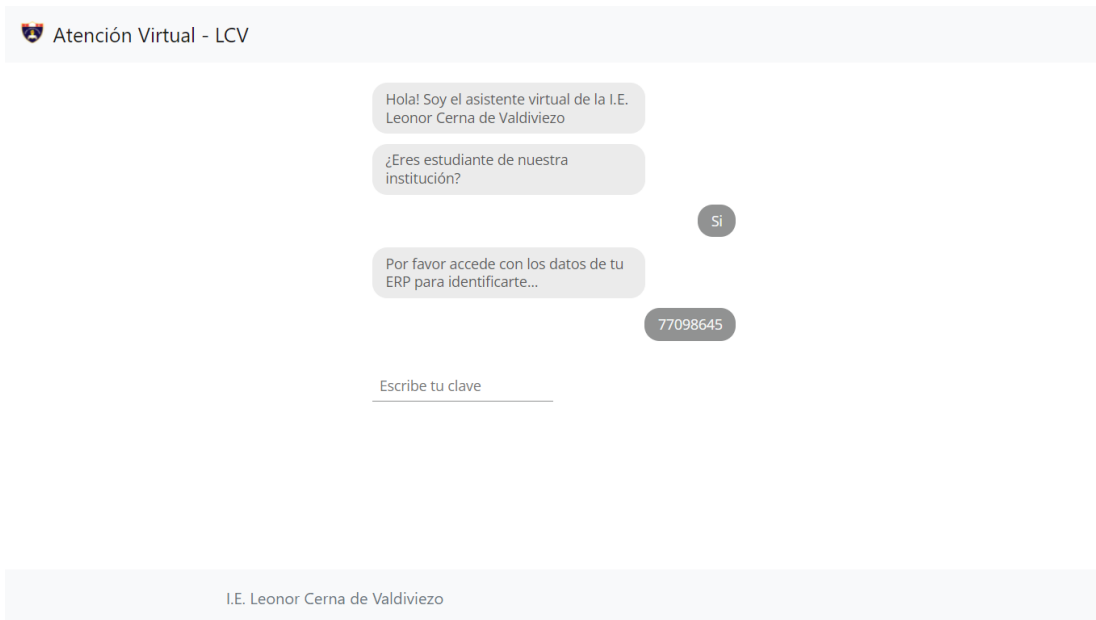 Atención Virtual - LCV
Hola! Soy el asistente virtual de la I.E.
Leonor Cerna de Valdiviezo
¿Eres estudiante de nuestra
institución?
Si
Por favor accede con los datos de tu
ERP para identificarte...
77098645
Escribe tu clave
I.E. Leonor Cerna de Valdiviezo